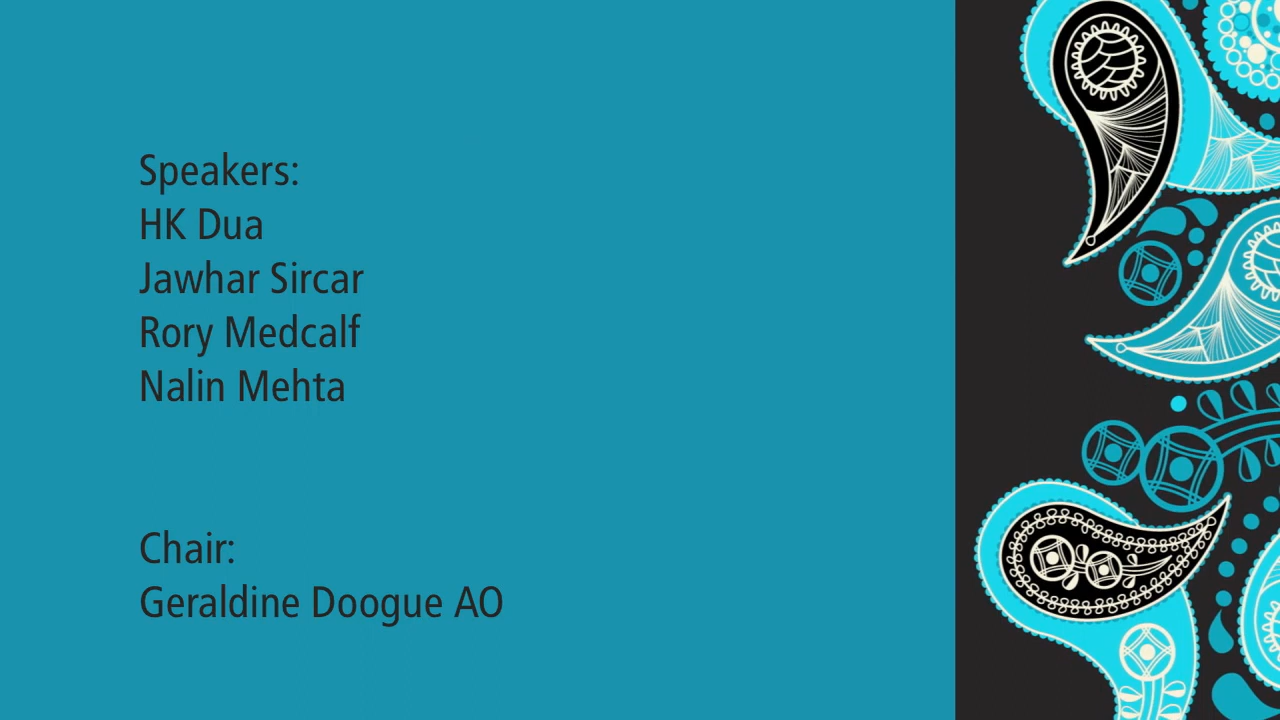 Speakers:
HK Dua
Jawhar Sircar
Rory Medcalf
Nalin Mehta
Chair:
Geraldine Doogue AO